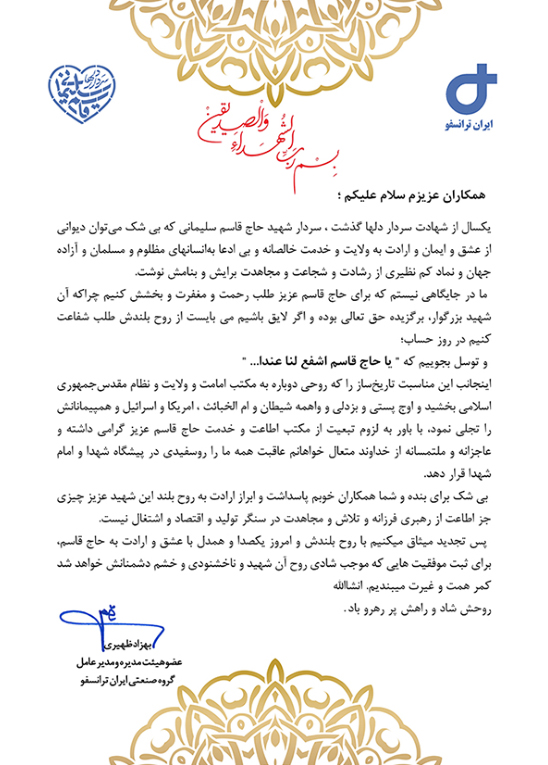 سردار دلها
قاسم سلیمانی
ایران ترانسفو
بِسْمِ رَبِّ الشُّهَداءِ وَالصِّدیقینْ
همکاران عزیزم سلام علیکم ؛
یکسال از شهادت سردار دلها گذشت ، سردار شهید حاج قاسم سلیمانی که بی شک می‌توان دیوانی
از عشق و ایمان و ارادت به ولایت و خدمت خالصانه و بی ادعا به‌انسانهای مظلوم و مسلمان و آزاده
جهان و نماد کم نظیری از رشادت و شجاعت و مجاهدت برایش و بنامش نوشت.
ما در جایگاهی نیستم که برای حاج قاسم عزیز طلب رحمت و مغفرت و بخشش کنیم چراکه آن
شهید بزرگوار، برگزیده حق تعالی بوده و اگر لایق باشیم می بایست از روح بلندش طلب شفاعت
کنیم در روز حساب؛
و توسل بجوییم که " یا حاج قاسم اشفع لنا عندا... "
اینجانب این مناسبت تاریخ‌ساز را که روحی دوباره به مکتب امامت و ولایت و نظام مقدس‌جمهوری
اسلامی بخشید و اوج پستی و بزدلی و واهمه شیطان و ام الخبائث ، امریکا و اسرائیل و همپیمانانش
را تجلی نمود، با باور به لزوم تبعیت از مکتب اطاعت و خدمت حاج قاسم عزیز گرامی داشته و
عاجزانه و ملتمسانه از خداوند متعال خواهانم عاقبت همه ما را روسفیدی در پیشگاه شهدا و امام
شهدا قرار دهد.
بی شک برای بنده و شما همکاران خوبم پاسداشت و ابراز ارادت به روح بلند این شهید عزیز چیزی
جز اطاعت از رهبری فرزانه و تلاش و مجاهدت در سنگر تولید و اقتصاد و اشتغال نیست.
پس تجدید میثاق میکنیم با روح بلندش و امروز یکصدا و همدل با عشق و ارادت به حاج قاسم،
برای ثبت موفقیت هایی که موجب شادی روح آن شهید و ناخشنودی و خشم دشمنانش خواهد شد
کمر همت و غیرت میبندیم. انشاالله
روحش شاد و راهش پر رهرو باد.
بهزاد ظهیری
عضو هیئت مدیره و مدیر عامل
گروه صنعتی ایران ترانسفو